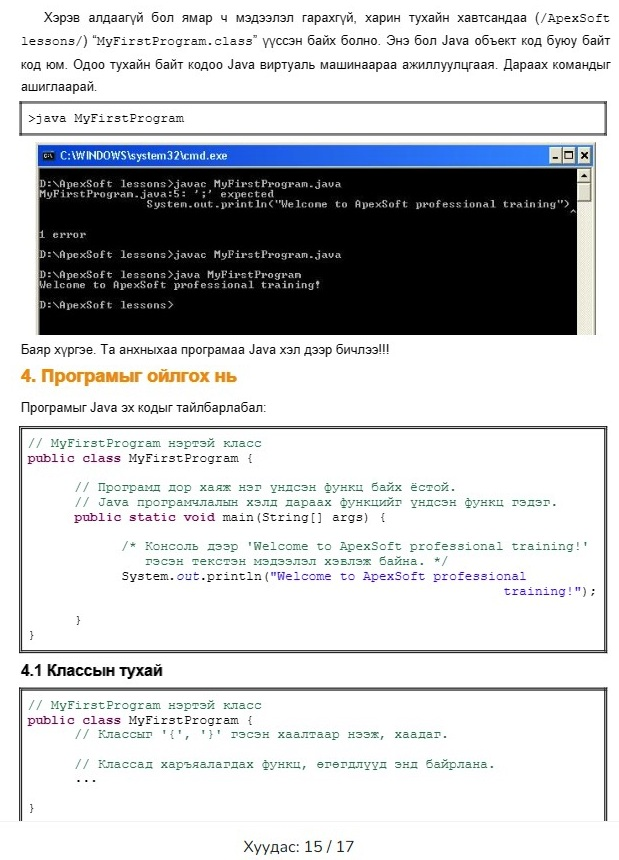 Хэрэв алдаагүй бол ямар ч мэдээлэл гарахгүй, харин тухайн хавтсандаа (/ApexSoft
lessons/) “MyFirstProgram.class” үүссэн байх болно. Энэ бол Java объект код буюу байт
код юм. Одоо тухайн байт кодоо Java виртуаль машинаараа ажиллуулцгаая. Дараах командыг
ашиглаарай.
>java MyFirstProgram
C:\WINDOWS\system32\cmd.exe
D:\ApexSoft lessons>javac MyFirstProgram.java
MyFirstProgram.java:5: ';' expected
System.out.println("Welcome to ApexSoft professional training")
^
1 error
D:\ApexSoft lessons>javac MyFirstProgram.java
D:\ApexSoft lessons>java MyFirstProgram
Welcome to ApexSoft professional training!
D:\ApexSoft lessons>
Баяр хүргэе. Та анхныхаа програмаа Java хэл дээр бичлээ!!!
4. Програмыг ойлгох нь
Програмыг Java эх кодыг тайлбарлабал:
// MyFirstProgram нэртэй класс
public class MyFirstProgram {
// Програмд дор хаяж нэг үндсэн функц байх ёстой.
// Java програмчлалын хэлд дараах функцийг үндсэн функц гэдэг.
public static void main(String[] args) {
/* Консоль дээр 'Welcome to ApexSoft professional training!'
гэсэн текстэн мэдээлэл хэвлэж байна. */
System.out.println("Welcome to ApexSoft professional
training!");
}
}
4.1 Классын тухай
// MyFirstProgram нэртэй класс
public class MyFirstProgram {
// Классыг '{', '}' гэсэн хаалтаар нээж, хаадаг.
// Классад харъяалагдах функц, өгөгдлүүд энд байрлана.
...
}
Хуудас: 15 / 17